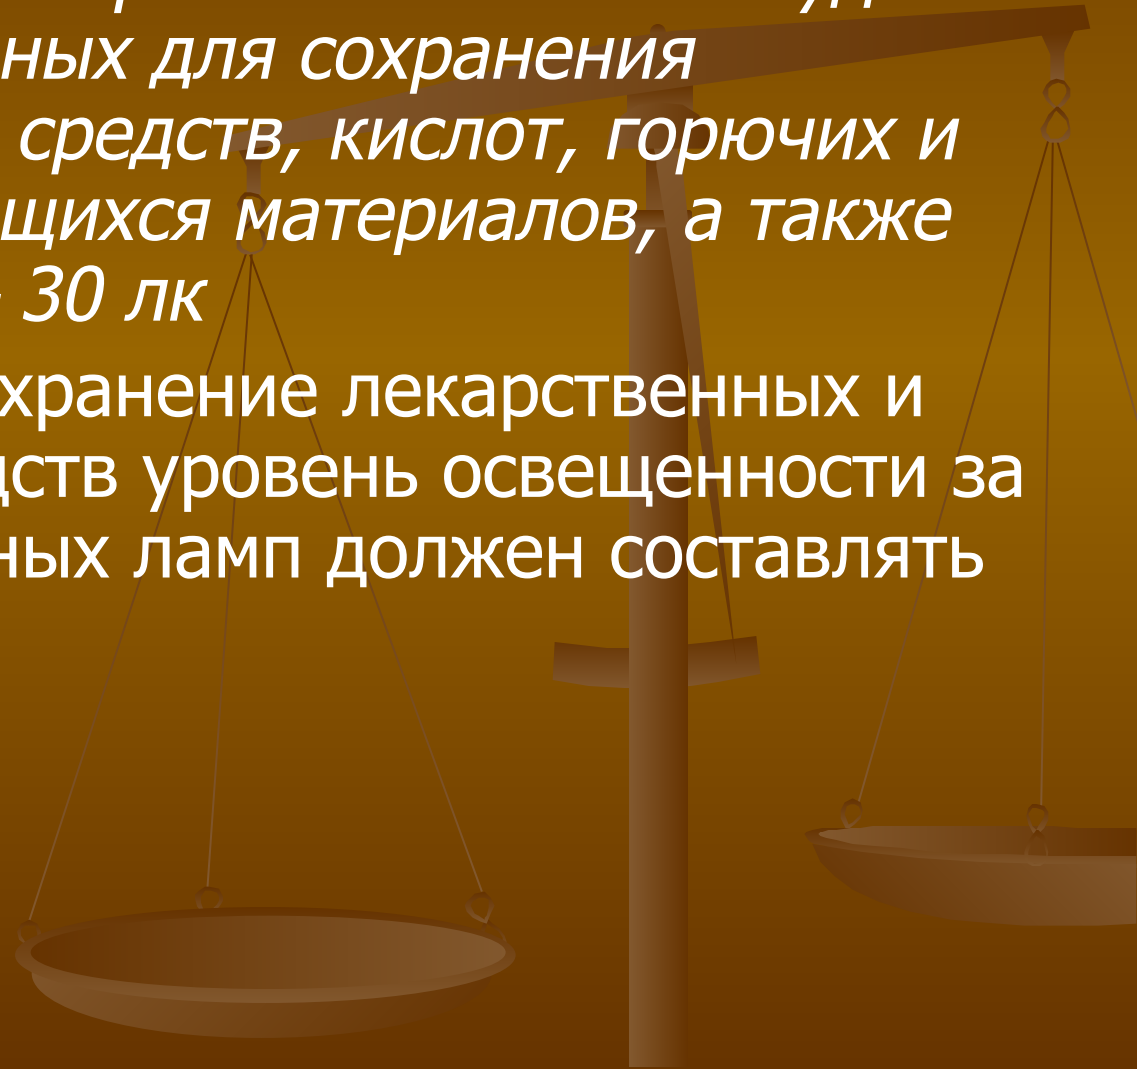 ных для сохранения
средств, кислот, горючих и
щихся материалов, а также
30 лк
хранение лекарственных и
дств уровень освещенности за
ных ламп должен составлять